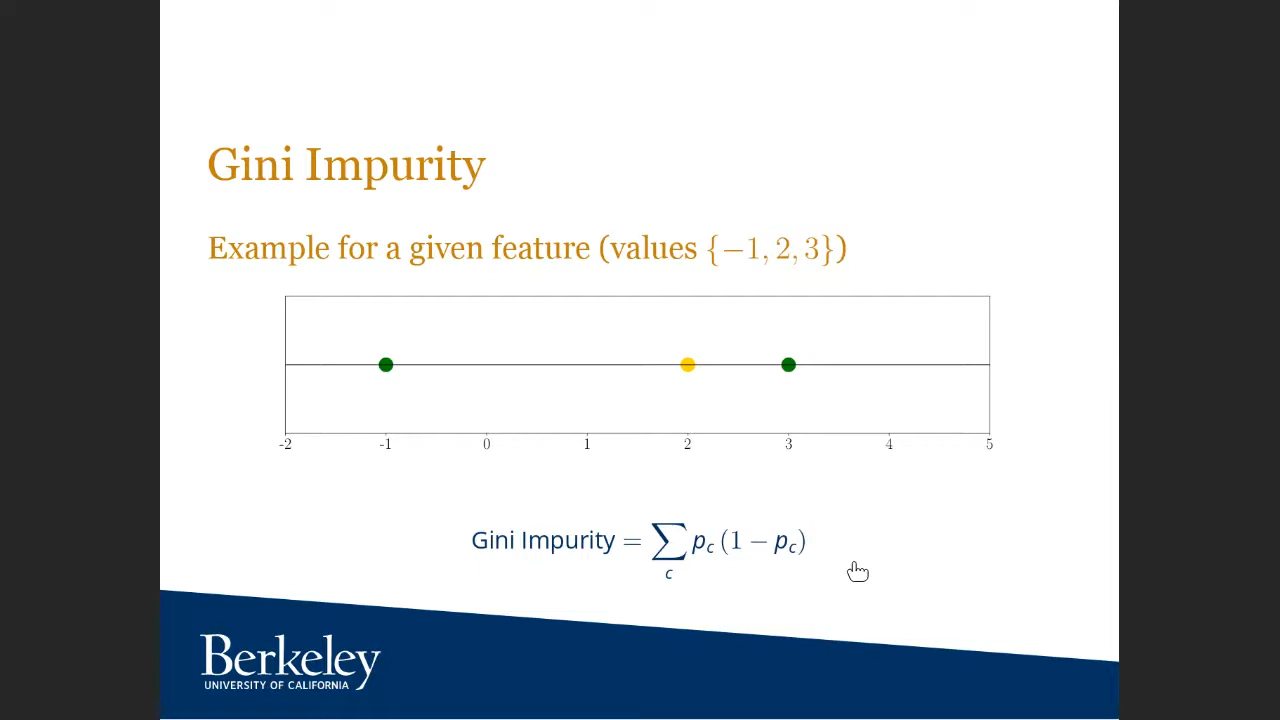 Gini Impurity
Example for a given feature (values {−1, 2, 3})
-2 -1 0 1 2 3 4 5
Gini Impurity = ∑ p_c (1 − p_c)
c
Berkeley
UNIVERSITY OF CALIFORNIA